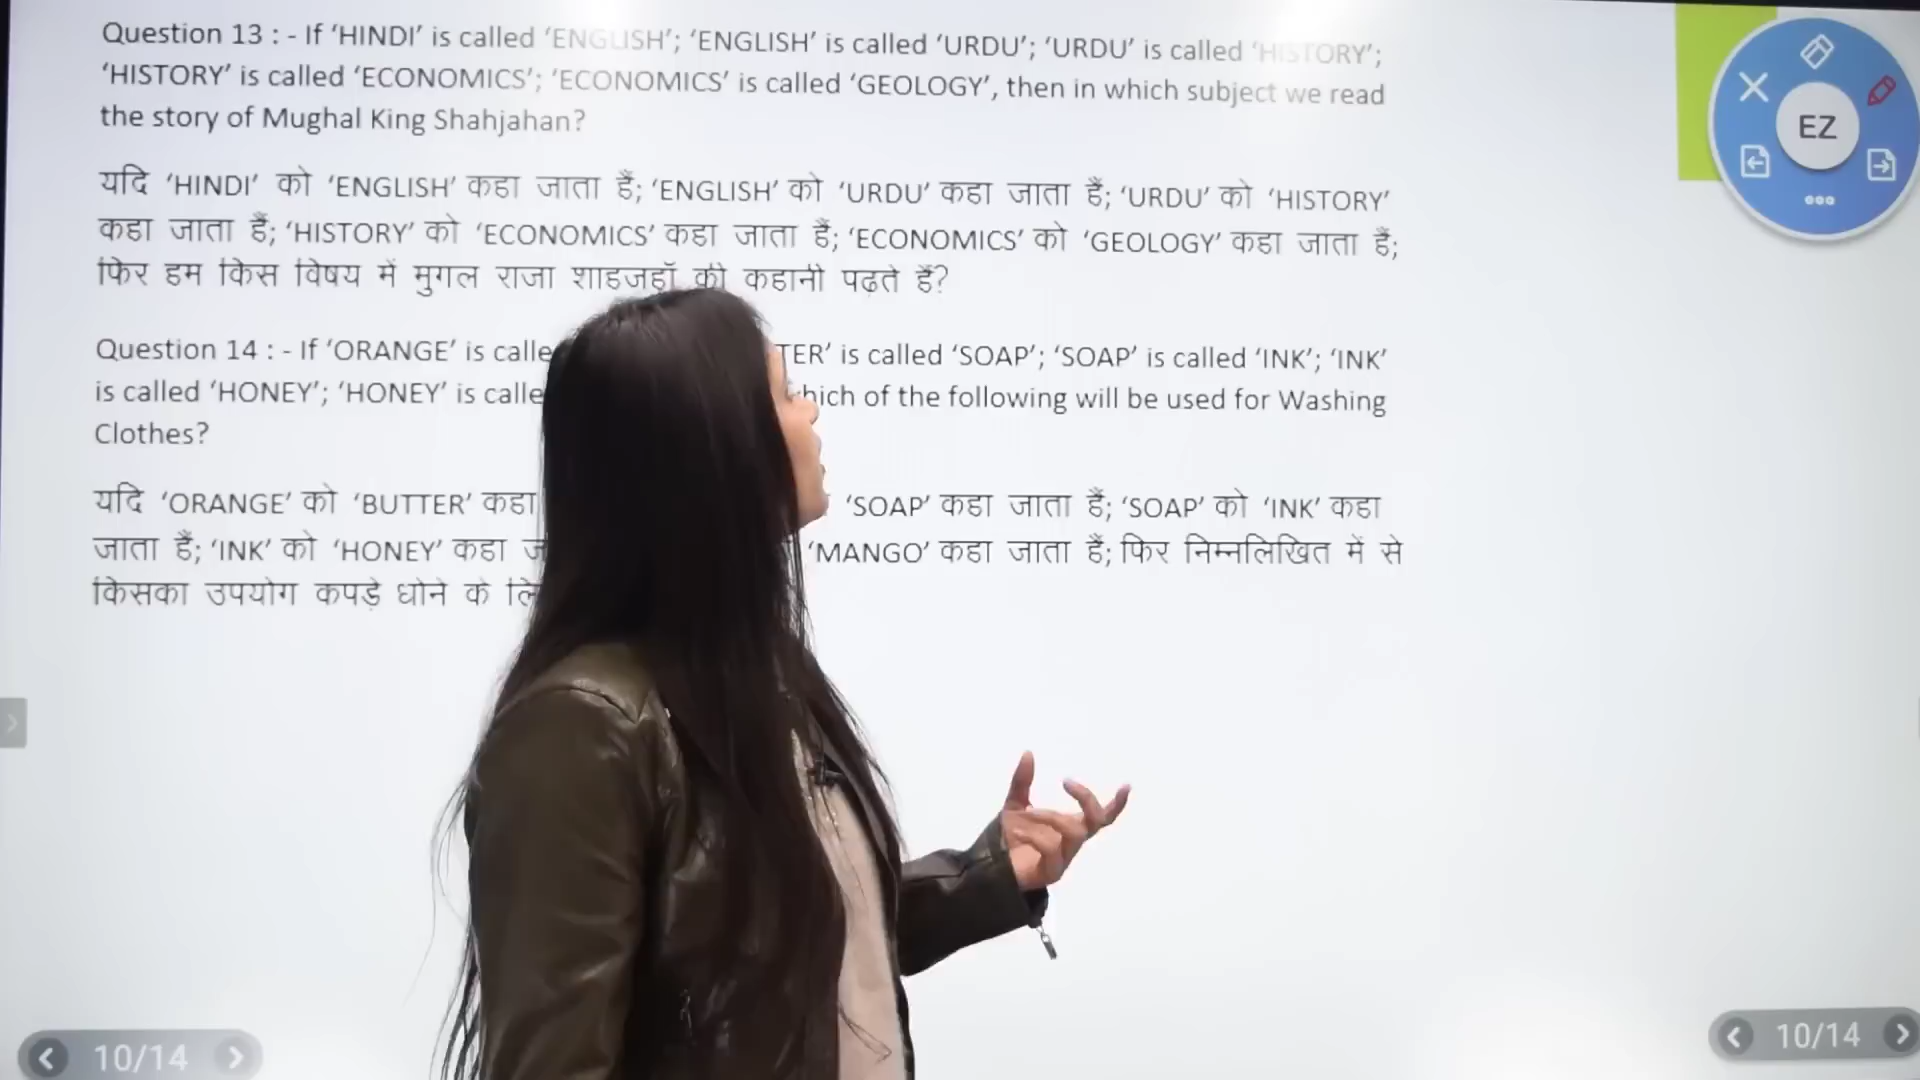 Question 13 : - If ‘HINDI’ is called ‘ENGLISH’; ‘ENGLISH’ is called ‘URDU’; ‘URDU’ is called ‘HISTORY’;
‘HISTORY’ is called ‘ECONOMICS’; ‘ECONOMICS’ is called ‘GEOLOGY’, then in which subject we read
the story of Mughal King Shahjahan?
यदि ‘HINDI’ को ‘ENGLISH’ कहा जाता हैं; ‘ENGLISH’ को ‘URDU’ कहा जाता हैं; ‘URDU’ को ‘HISTORY’
कहा जाता हैं; ‘HISTORY’ को ‘ECONOMICS’ कहा जाता हैं; ‘ECONOMICS’ को ‘GEOLOGY’ कहा जाता हैं;
फिर हम किस विषय में मुगल राजा शाहजहाँ की कहानी पढ़ते हैं?
Question 14 : - If ‘ORANGE’ is is called ‘SOAP’; ‘SOAP’ is called ‘INK’; ‘INK’
is called ‘HONEY’; ‘HONEY’ is of the following will be used for Washing
Clothes?
यदि ‘ORANGE’ को ‘BUTTER’ कहा ‘SOAP’ कहा जाता हैं; ‘SOAP’ को ‘INK’ कहा
जाता हैं; ‘INK’ को ‘HONEY’ कहा ‘MANGO’ कहा जाता हैं; फिर निम्नलिखित में से
किसका उपयोग कपड़े धोने के
EZ
10/14
10/14